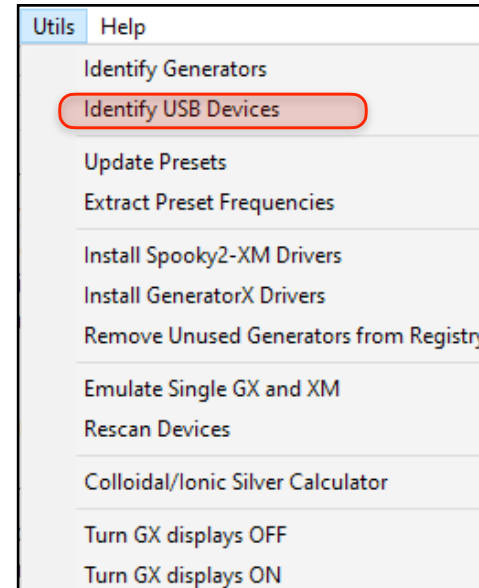 Utils Help
Identify Generators
Identify USB Devices
Update Presets
Extract Preset Frequencies
Install Spooky2-XM Drivers
Install GeneratorX Drivers
Remove Unused Generators from Registry
Emulate Single GX and XM
Rescan Devices
Colloidal/Ionic Silver Calculator
Turn GX displays OFF
Turn GX displays ON